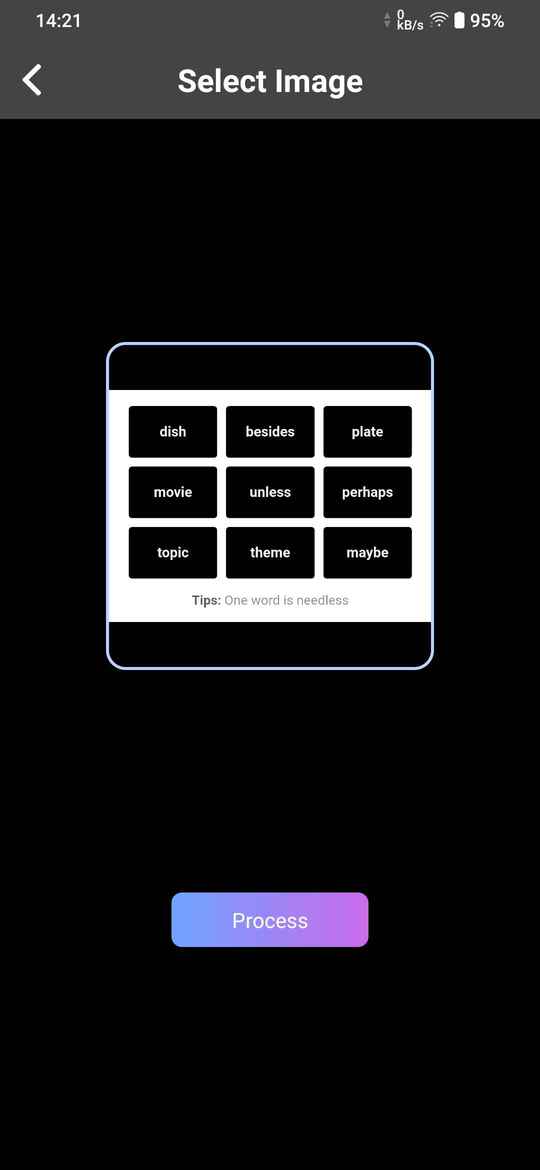 14:21 0 kB/s 95%
Select Image
dish besides plate
movie unless perhaps
topic theme maybe
Tips: One word is needless
Process